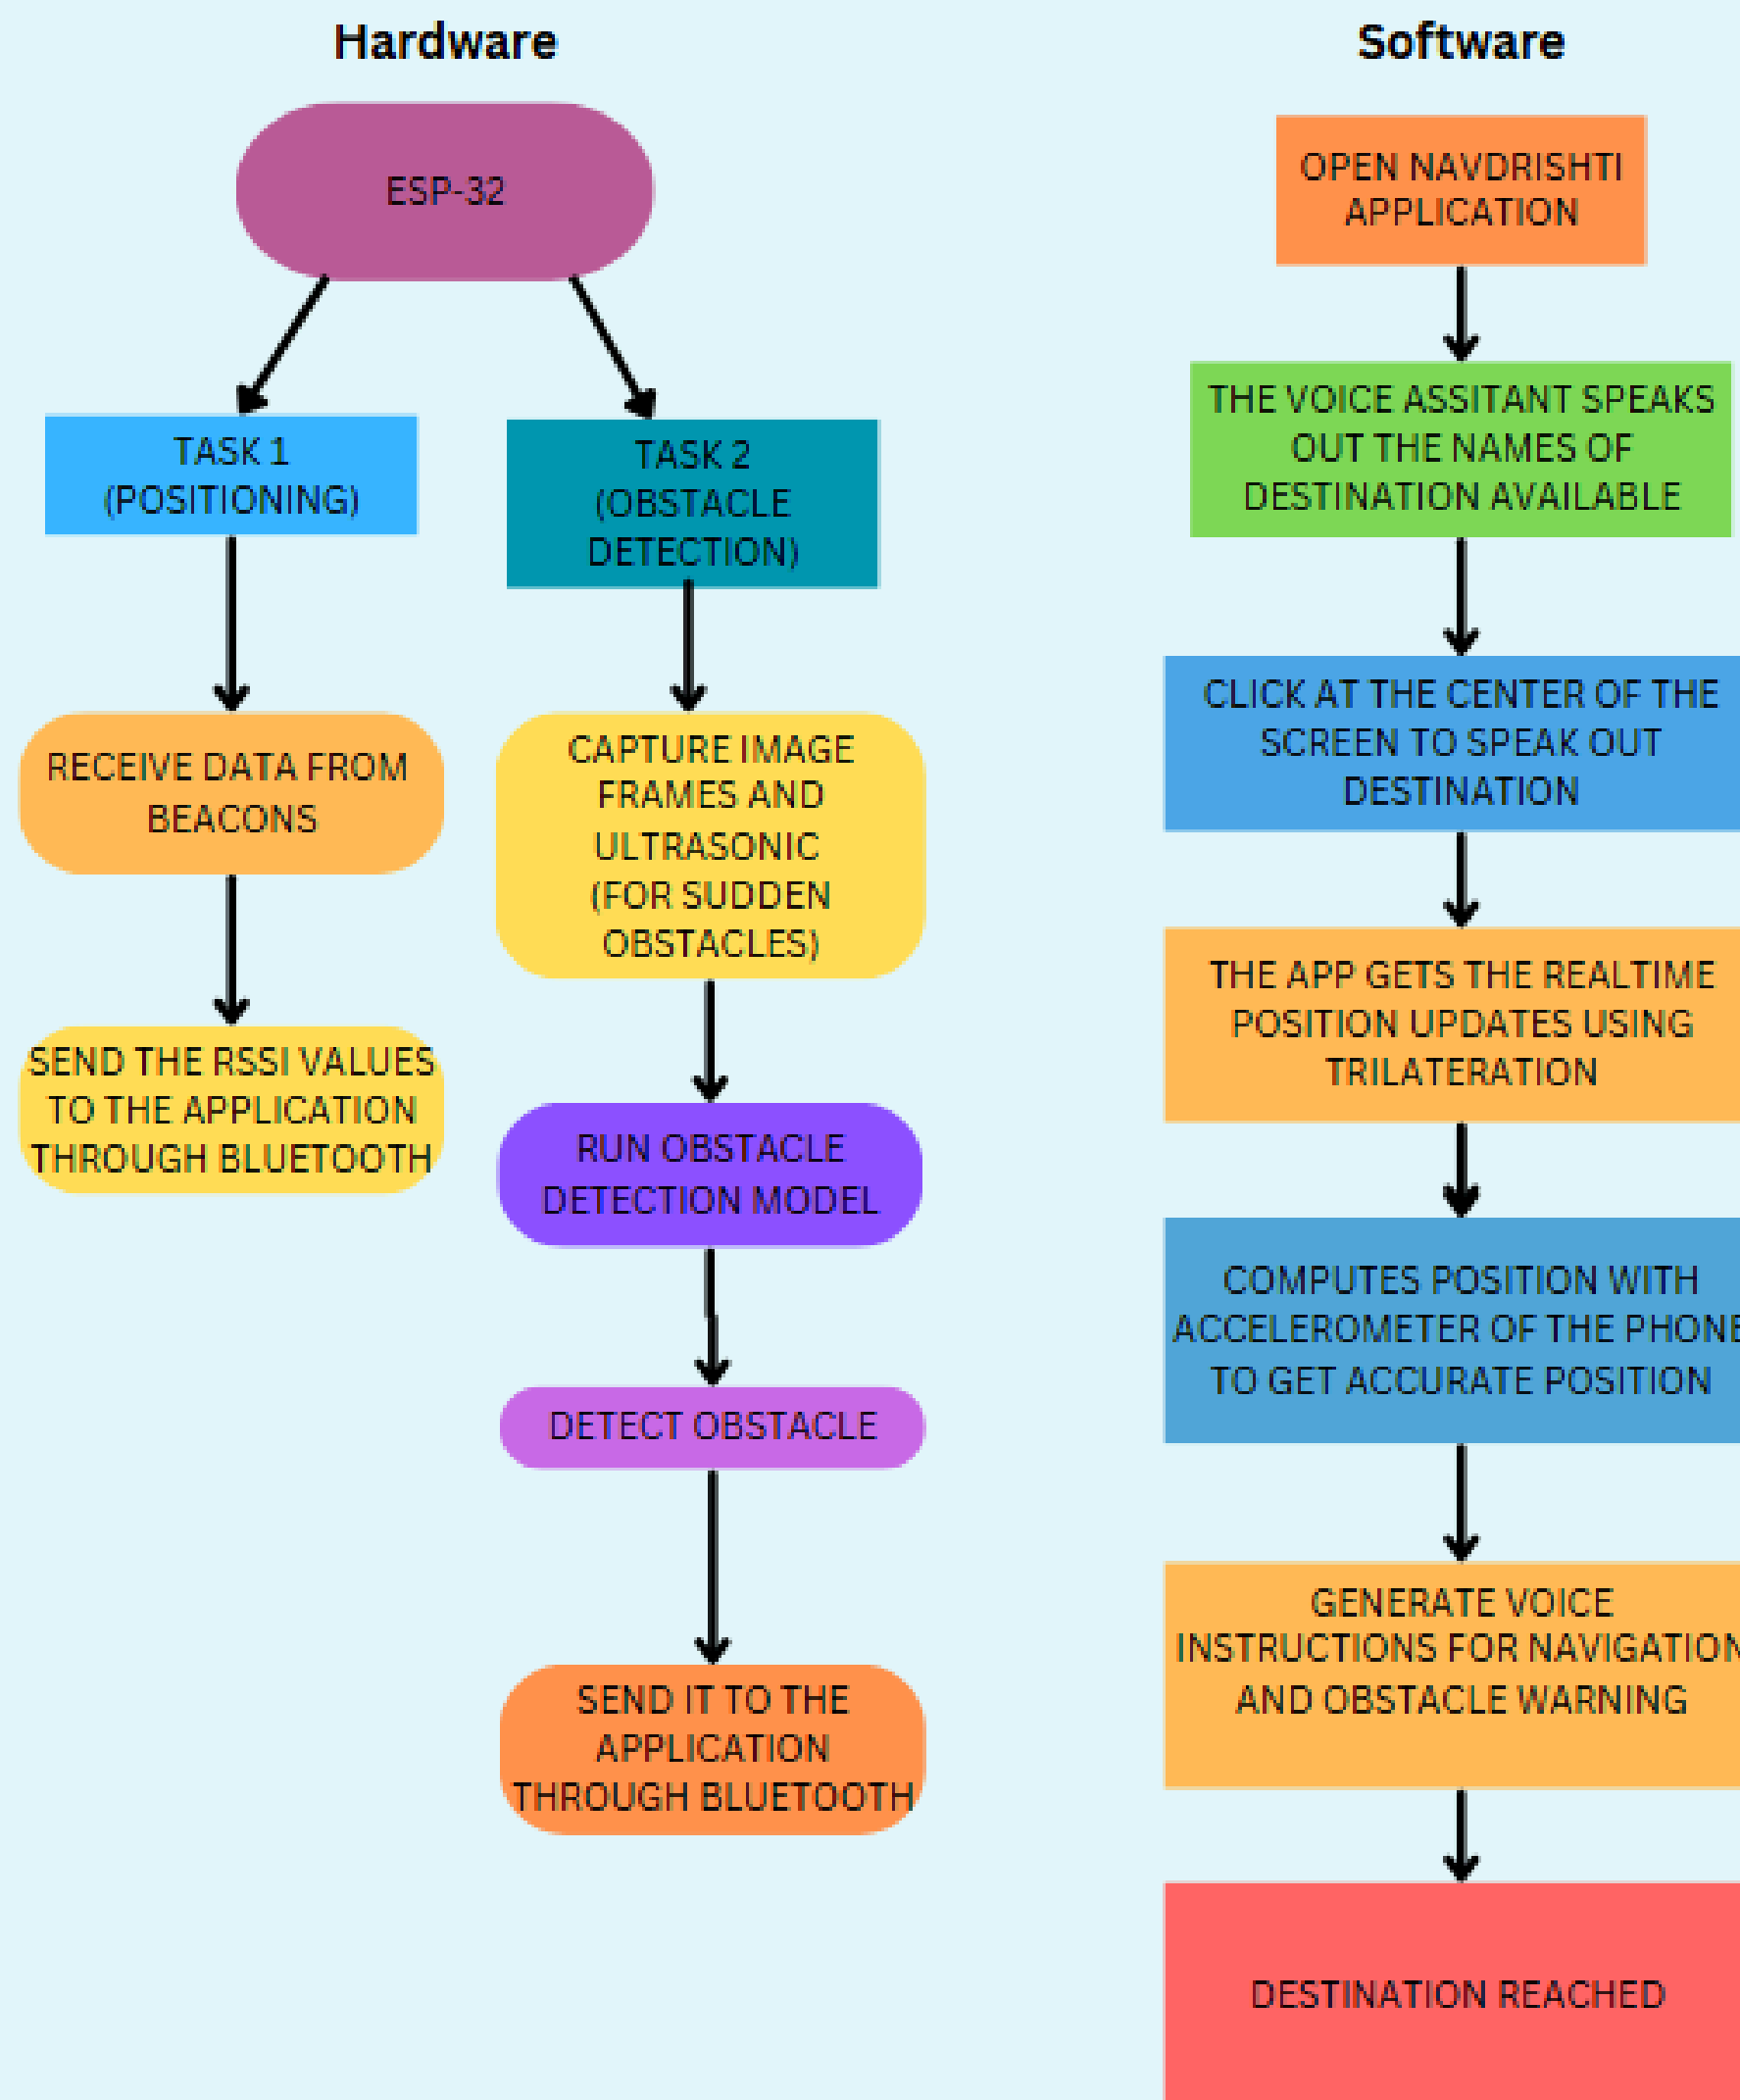 Hardware
ESP-32
TASK 1
(POSITIONING)
RECEIVE DATA FROM
BEACONS
SEND THE RSSI VALUES
TO THE APPLICATION
THROUGH BLUETOOTH
TASK 2
(OBSTACLE
DETECTION)
CAPTURE IMAGE
FRAMES AND
ULTRASONIC
(FOR SUDDEN
OBSTACLES)
RUN OBSTACLE
DETECTION MODEL
DETECT OBSTACLE
SEND IT TO THE
APPLICATION
THROUGH BLUETOOTH
Software
OPEN NAVDRISHTI
APPLICATION
THE VOICE ASSITANT SPEAKS
OUT THE NAMES OF
DESTINATION AVAILABLE
CLICK AT THE CENTER OF THE
SCREEN TO SPEAK OUT
DESTINATION
THE APP GETS THE REALTIME
POSITION UPDATES USING
TRILATERATION
COMPUTES POSITION WITH
ACCELEROMETER OF THE PHONE
TO GET ACCURATE POSITION
GENERATE VOICE
INSTRUCTIONS FOR NAVIGATION
AND OBSTACLE WARNING
DESTINATION REACHED